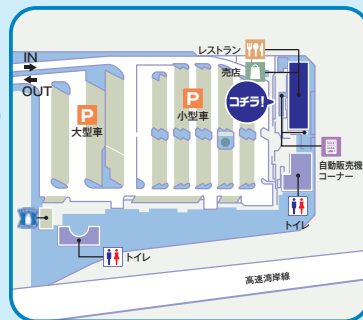 レストラン
IN
売店
OUT
コチラ!
P
大型車
P
小型車
自動販売機
コーナー
トイレ
トイレ
高速湾岸線